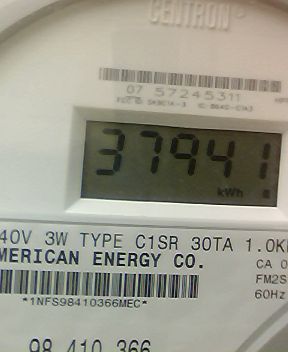 CENTRON®
07 57245311
37941
kWh
40V 3W TYPE C1SR 30TA 1.0K
MERICAN ENERGY CO.
CA 0
FM2S
60Hz
*1NFS98410366MEC*
98 410 366